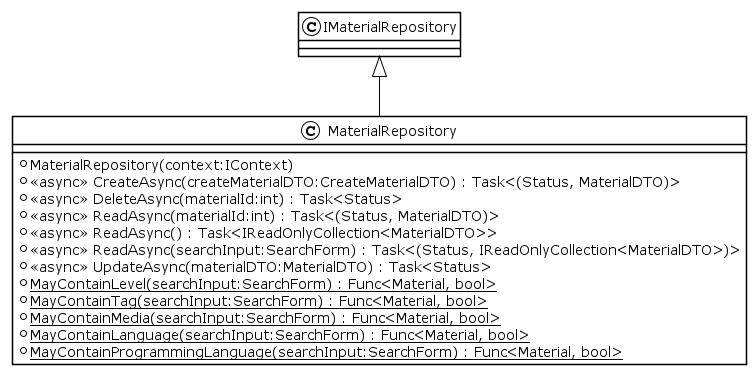 C IMaterialRepository
C MaterialRepository
MaterialRepository(context:IContext)
«async» CreateAsync(createMaterialDTO:CreateMaterialDTO) : Task<(Status, MaterialDTO)>
«async» DeleteAsync(materialId:int) : Task<Status>
«async» ReadAsync(materialId:int) : Task<(Status, MaterialDTO)>
«async» ReadAsync() : Task<IReadOnlyCollection<MaterialDTO>>
«async» ReadAsync(searchInput:SearchForm) : Task<(Status, IReadOnlyCollection<MaterialDTO>)>
«async» UpdateAsync(materialDTO:MaterialDTO) : Task<Status>
MayContainLevel(searchInput:SearchForm) : Func<Material, bool>
MayContainTag(searchInput:SearchForm) : Func<Material, bool>
MayContainMedia(searchInput:SearchForm) : Func<Material, bool>
MayContainLanguage(searchInput:SearchForm) : Func<Material, bool>
MayContainProgrammingLanguage(searchInput:SearchForm) : Func<Material, bool>